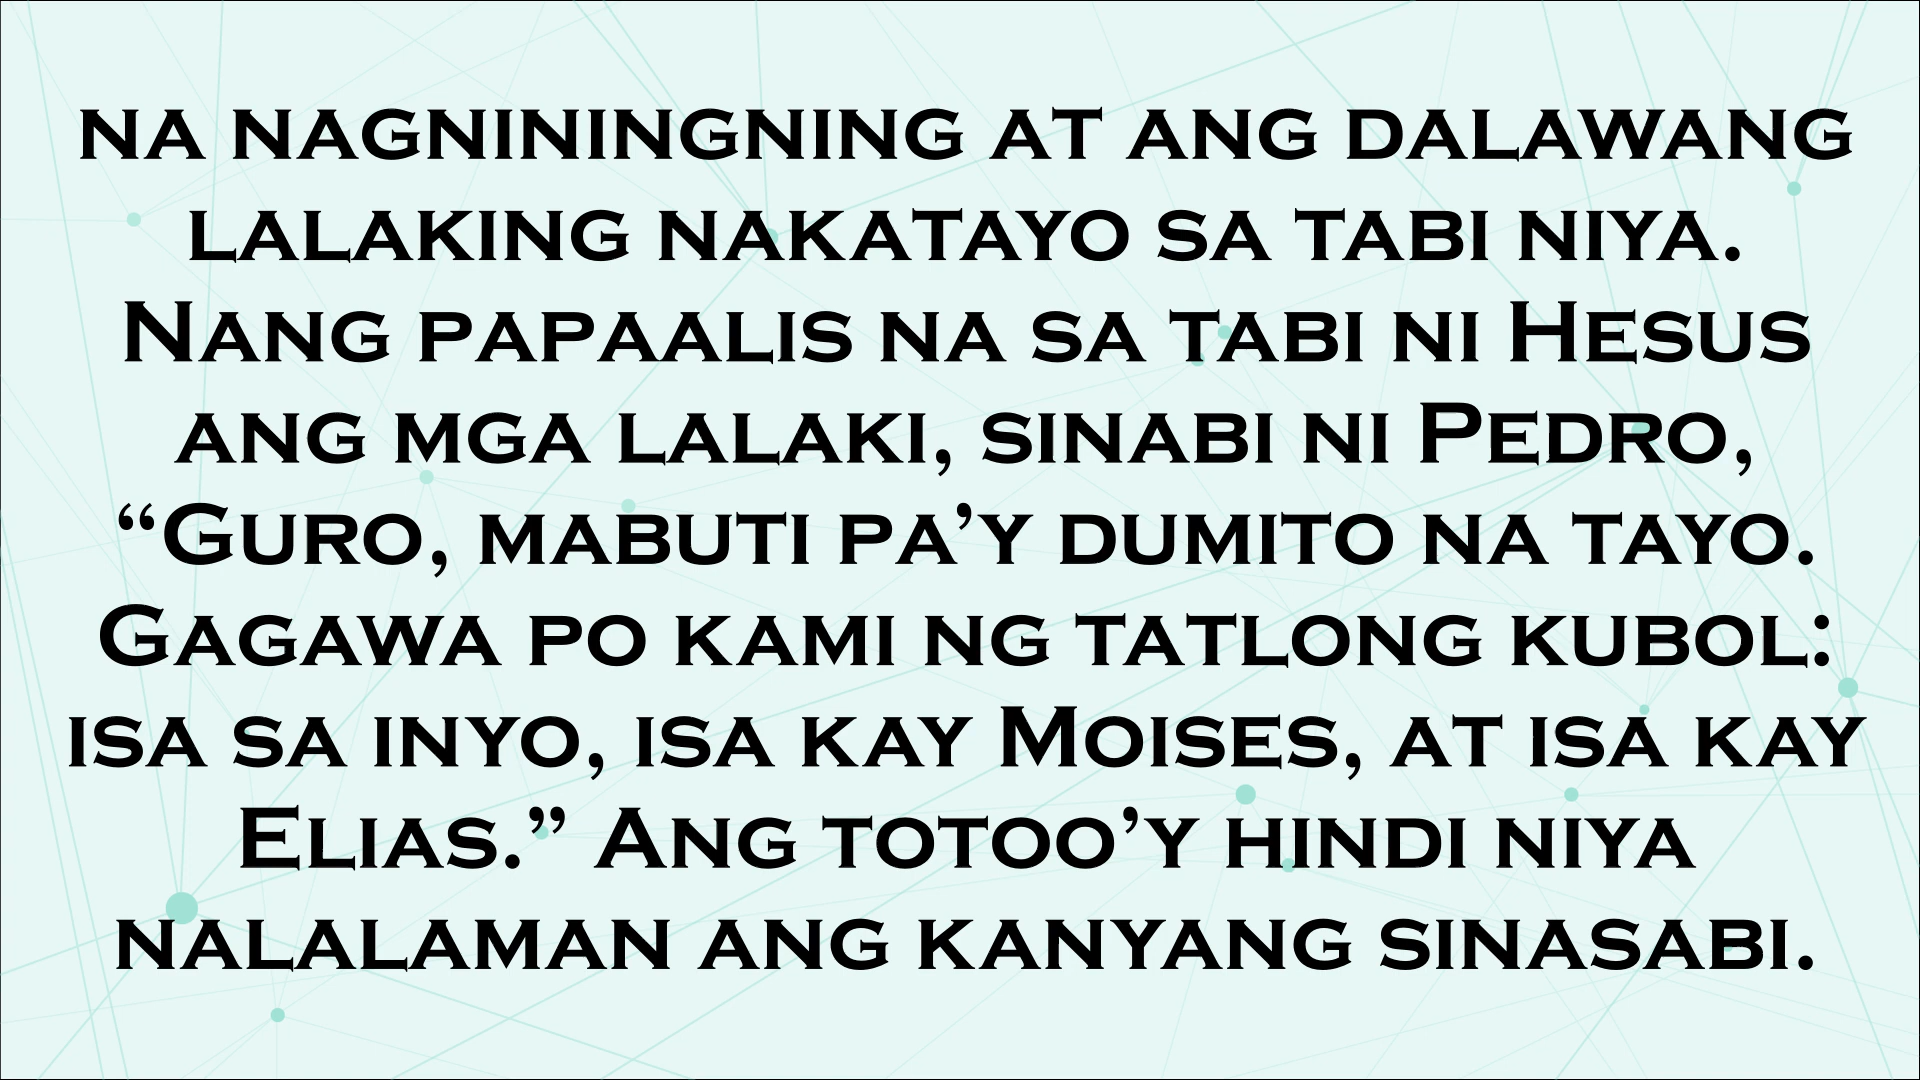 na nagniningning at ang dalawang
lalaking nakatayo sa tabi niya.
Nang papaalis na sa tabi ni Hesus
ang mga lalaki, sinabi ni Pedro,
“Guro, mabuti pa’y dumito na tayo.
Gagawa po kami ng tatlong kubol:
isa sa inyo, isa kay Moises, at isa kay
Elias.” Ang totoo’y hindi niya
nalalaman ang kanyang sinasabi.